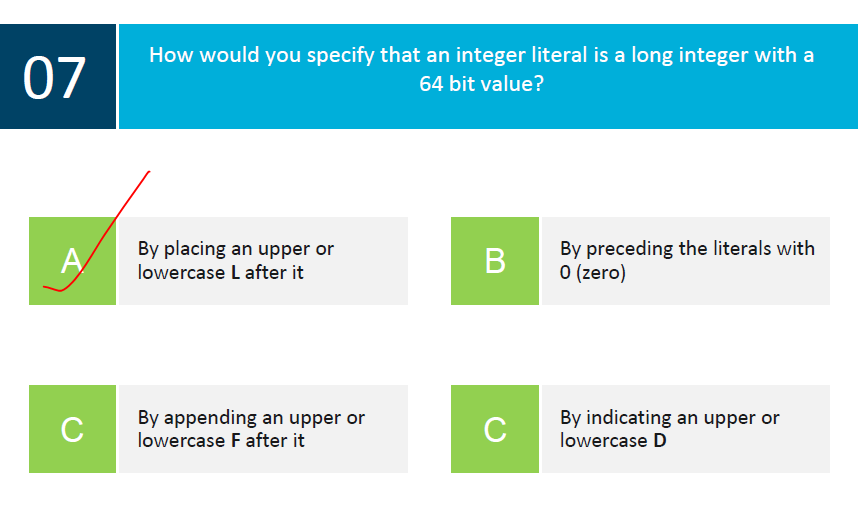 07
How would you specify that an integer literal is a long integer with a
64 bit value?
A
By placing an upper or
lowercase L after it
B
By preceding the literals with
0 (zero)
C
By appending an upper or
lowercase F after it
C
By indicating an upper or
lowercase D